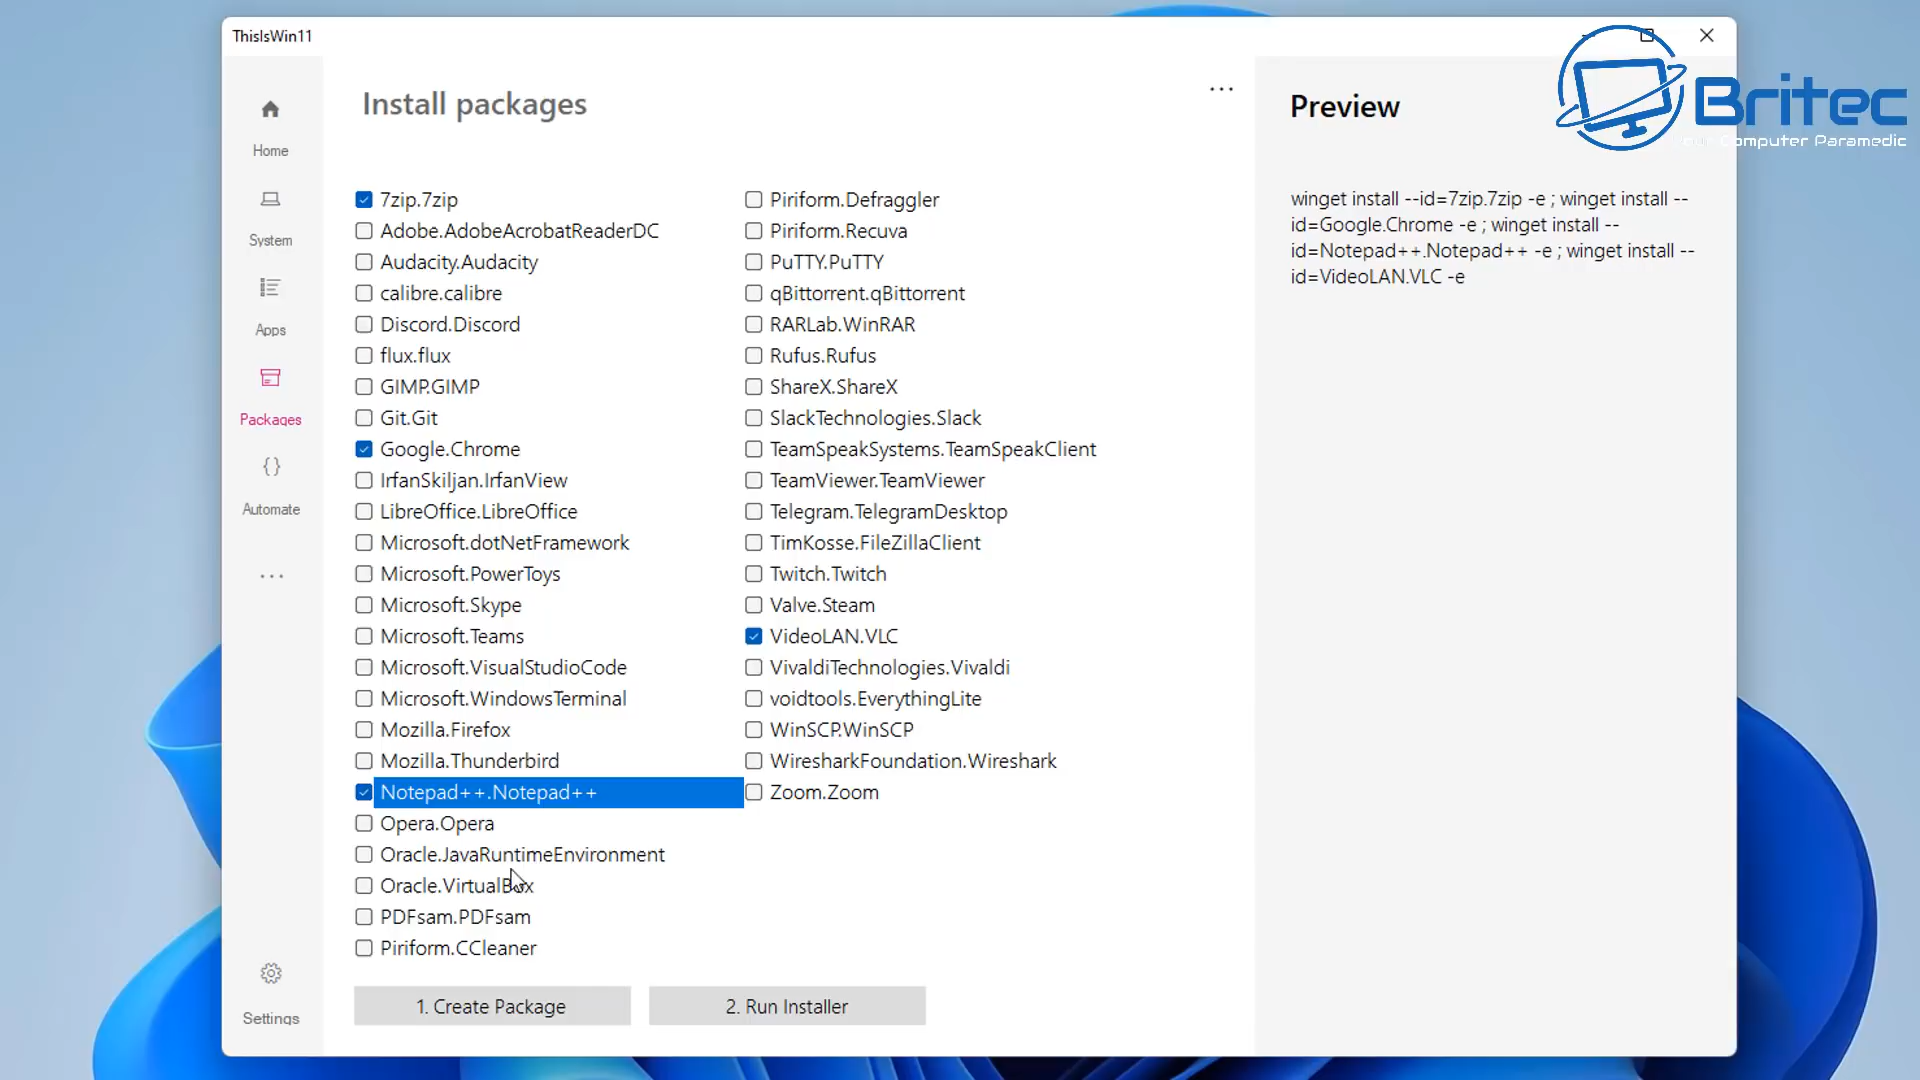 ThisIsWin11
Home
System
Apps
Packages
Automate
...
Settings
Install packages
...
7zip.7zip
Adobe.AdobeAcrobatReaderDC
Audacity.Audacity
calibre.calibre
Discord.Discord
flux.flux
GIMP.GIMP
Git.Git
Google.Chrome
IrfanSkiljan.IrfanView
LibreOffice.LibreOffice
Microsoft.dotNetFramework
Microsoft.PowerToys
Microsoft.Skype
Microsoft.Teams
Microsoft.VisualStudioCode
Microsoft.WindowsTerminal
Mozilla.Firefox
Mozilla.Thunderbird
Notepad++.Notepad++
Opera.Opera
Oracle.JavaRuntimeEnvironment
Oracle.VirtualBox
PDFsam.PDFsam
Piriform.CCleaner
Piriform.Defraggler
Piriform.Recuva
PuTTY.PuTTY
qBittorrent.qBittorrent
RARLab.WinRAR
Rufus.Rufus
ShareX.ShareX
SlackTechnologies.Slack
TeamSpeakSystems.TeamSpeakClient
TeamViewer.TeamViewer
Telegram.TelegramDesktop
TimKosse.FileZillaClient
Twitch.Twitch
Valve.Steam
VideoLAN.VLC
VivaldiTechnologies.Vivaldi
voidtools.EverythingLite
WinSCP.WinSCP
WiresharkFoundation.Wireshark
Zoom.Zoom
1. Create Package
2. Run Installer
Preview
winget install --id=7zip.7zip -e ; winget install --
id=Google.Chrome -e ; winget install --
id=Notepad++.Notepad++ -e ; winget install --
id=VideoLAN.VLC -e
Britec
Computer Paramedic